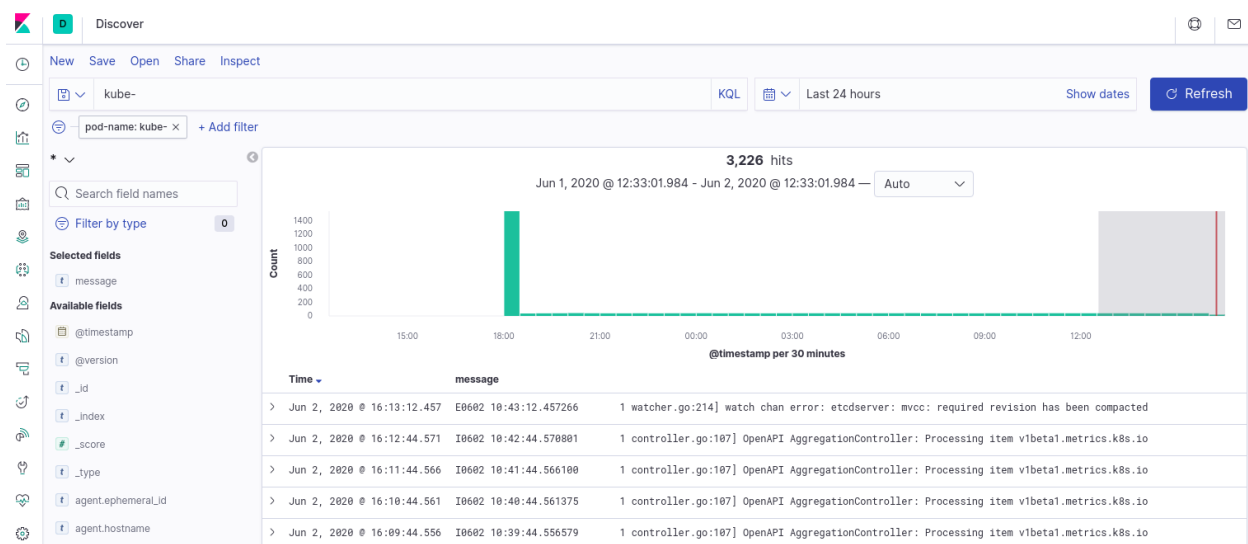 D Discover
New Save Open Share Inspect
kube- KQL Last 24 hours Show dates Refresh
pod-name: kube- × + Add filter
*
Search field names
Filter by type 0
Selected fields
t message
Available fields
@timestamp
t @version
t _id
t _index
# _score
t _type
t agent.ephemeral_id
t agent.hostname
3,226 hits
Jun 1, 2020 @ 12:33:01.984 - Jun 2, 2020 @ 12:33:01.984 — Auto
Count
1400
1200
1000
800
600
400
200
0
15:00 18:00 21:00 00:00 03:00 06:00 09:00 12:00
@timestamp per 30 minutes
Time message
Jun 2, 2020 @ 16:13:12.457 E0602 10:43:12.457266 1 watcher.go:214] watch chan error: etcdserver: mvcc: required revision has been compacted
Jun 2, 2020 @ 16:12:44.571 I0602 10:42:44.570801 1 controller.go:107] OpenAPI AggregationController: Processing item v1beta1.metrics.k8s.io
Jun 2, 2020 @ 16:11:44.566 I0602 10:41:44.566100 1 controller.go:107] OpenAPI AggregationController: Processing item v1beta1.metrics.k8s.io
Jun 2, 2020 @ 16:10:44.561 I0602 10:40:44.561375 1 controller.go:107] OpenAPI AggregationController: Processing item v1beta1.metrics.k8s.io
Jun 2, 2020 @ 16:09:44.556 I0602 10:39:44.556579 1 controller.go:107] OpenAPI AggregationController: Processing item v1beta1.metrics.k8s.io